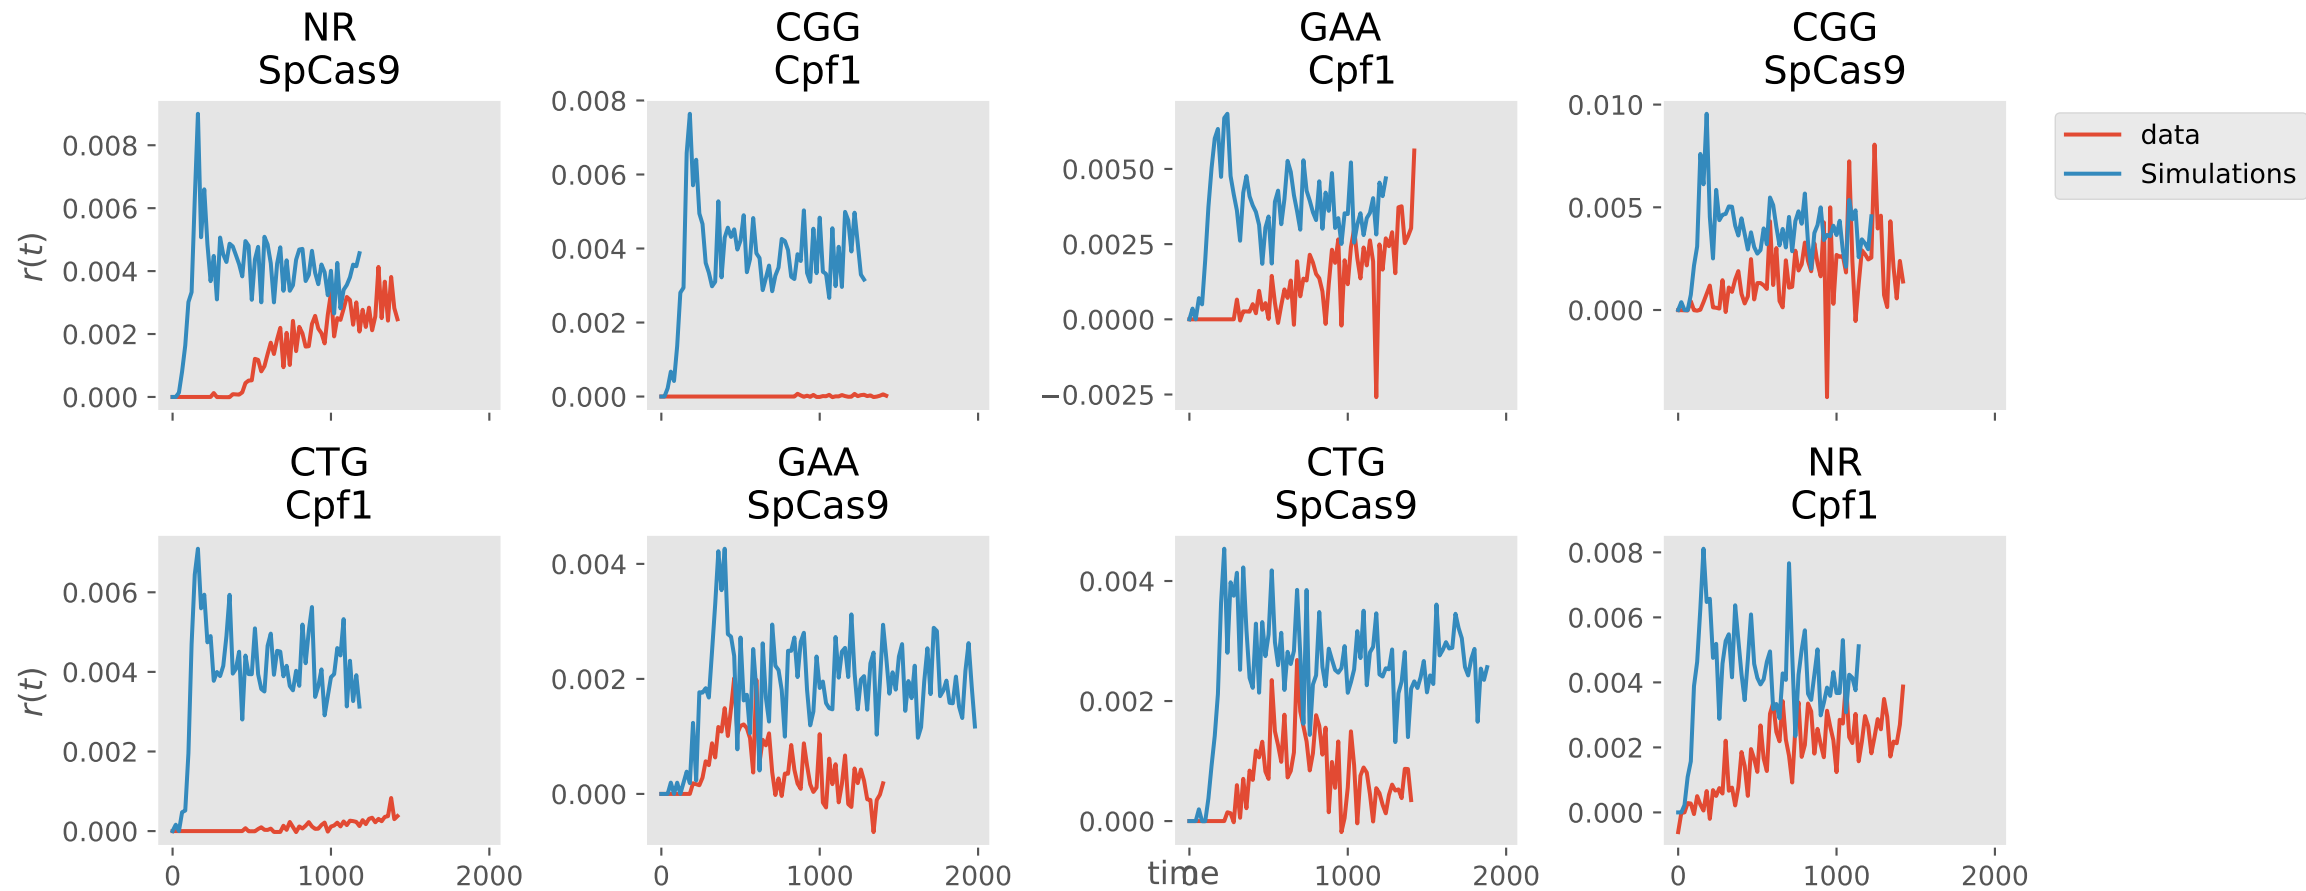 NR
SpCas9
CGG
Cpf1
GAA
Cpf1
CGG
SpCas9
0.008
0.006
0.004
0.002
0.000
r(t)
0.008
0.006
0.004
0.002
0.000
0.0050
0.0025
0.0000
−0.0025
0.010
0.005
0.000
data
Simulations
CTG
Cpf1
GAA
SpCas9
CTG
SpCas9
NR
Cpf1
0.006
0.004
0.002
0.000
r(t)
0 1000 2000
0.004
0.002
0.000
0 1000 2000
0.004
0.002
0.000
0 1000 2000
time
0.008
0.006
0.004
0.002
0.000
0 1000 2000